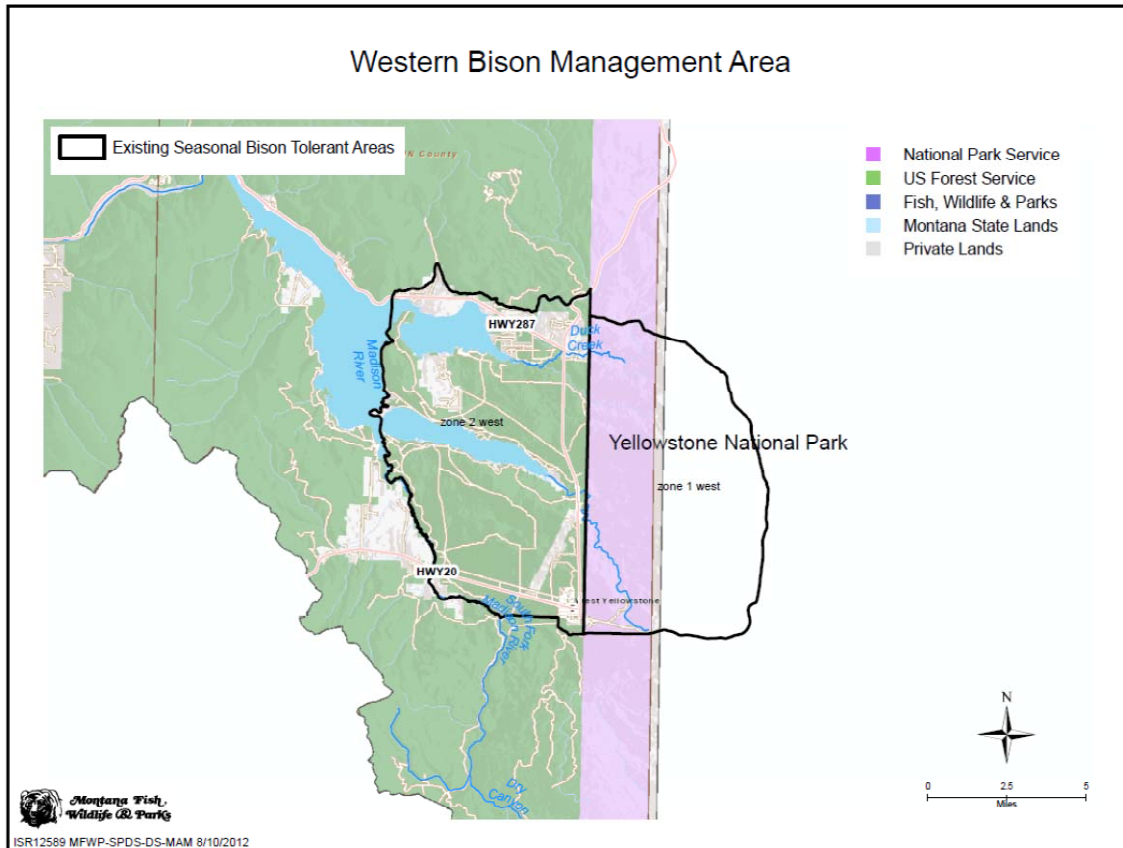 Western Bison Management Area
Existing Seasonal Bison Tolerant Areas
County
National Park Service
US Forest Service
Fish, Wildlife & Parks
Montana State Lands
Private Lands
HWY287
Duck
Creek
Madison
River
zone 2 west
Yellowstone National Park
zone 1 west
HWY20
est Yellowstone
South Fork
Madison River
Dry
Canyon
N
0 2.5 5
Miles
Montana Fish,
Wildlife & Parks
ISR12589 MFWP-SPDS-DS-MAM 8/10/2012